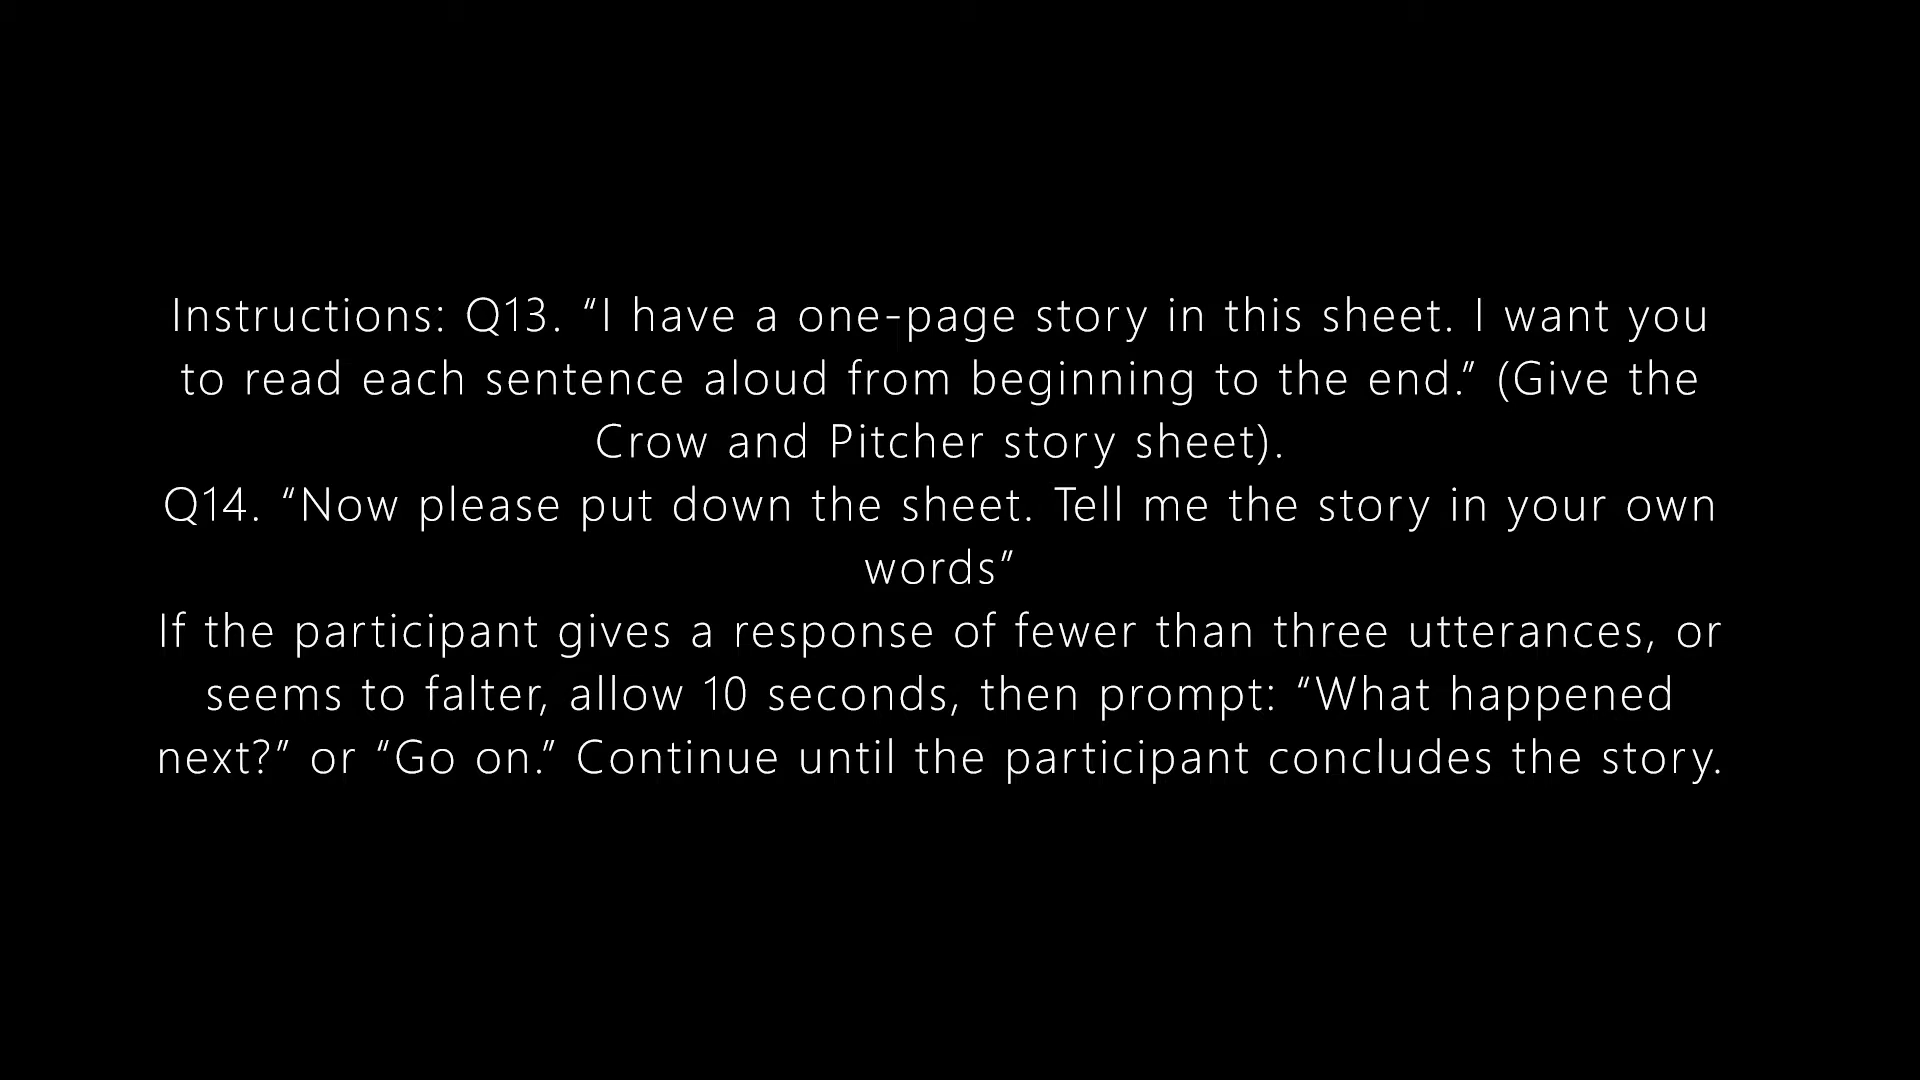 Instructions: Q13. “I have a one-page story in this sheet. I want you
to read each sentence aloud from beginning to the end.” (Give the
Crow and Pitcher story sheet).
Q14. “Now please put down the sheet. Tell me the story in your own
words”
If the participant gives a response of fewer than three utterances, or
seems to falter, allow 10 seconds, then prompt: “What happened
next?” or “Go on.” Continue until the participant concludes the story.